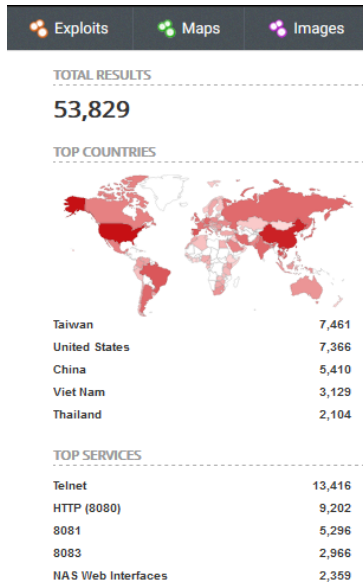 Exploits Maps Images
TOTAL RESULTS
53,829
TOP COUNTRIES
Taiwan 7,461
United States 7,366
China 5,410
Viet Nam 3,129
Thailand 2,104
TOP SERVICES
Telnet 13,416
HTTP (8080) 9,202
8081 5,296
8083 2,966
NAS Web Interfaces 2,359